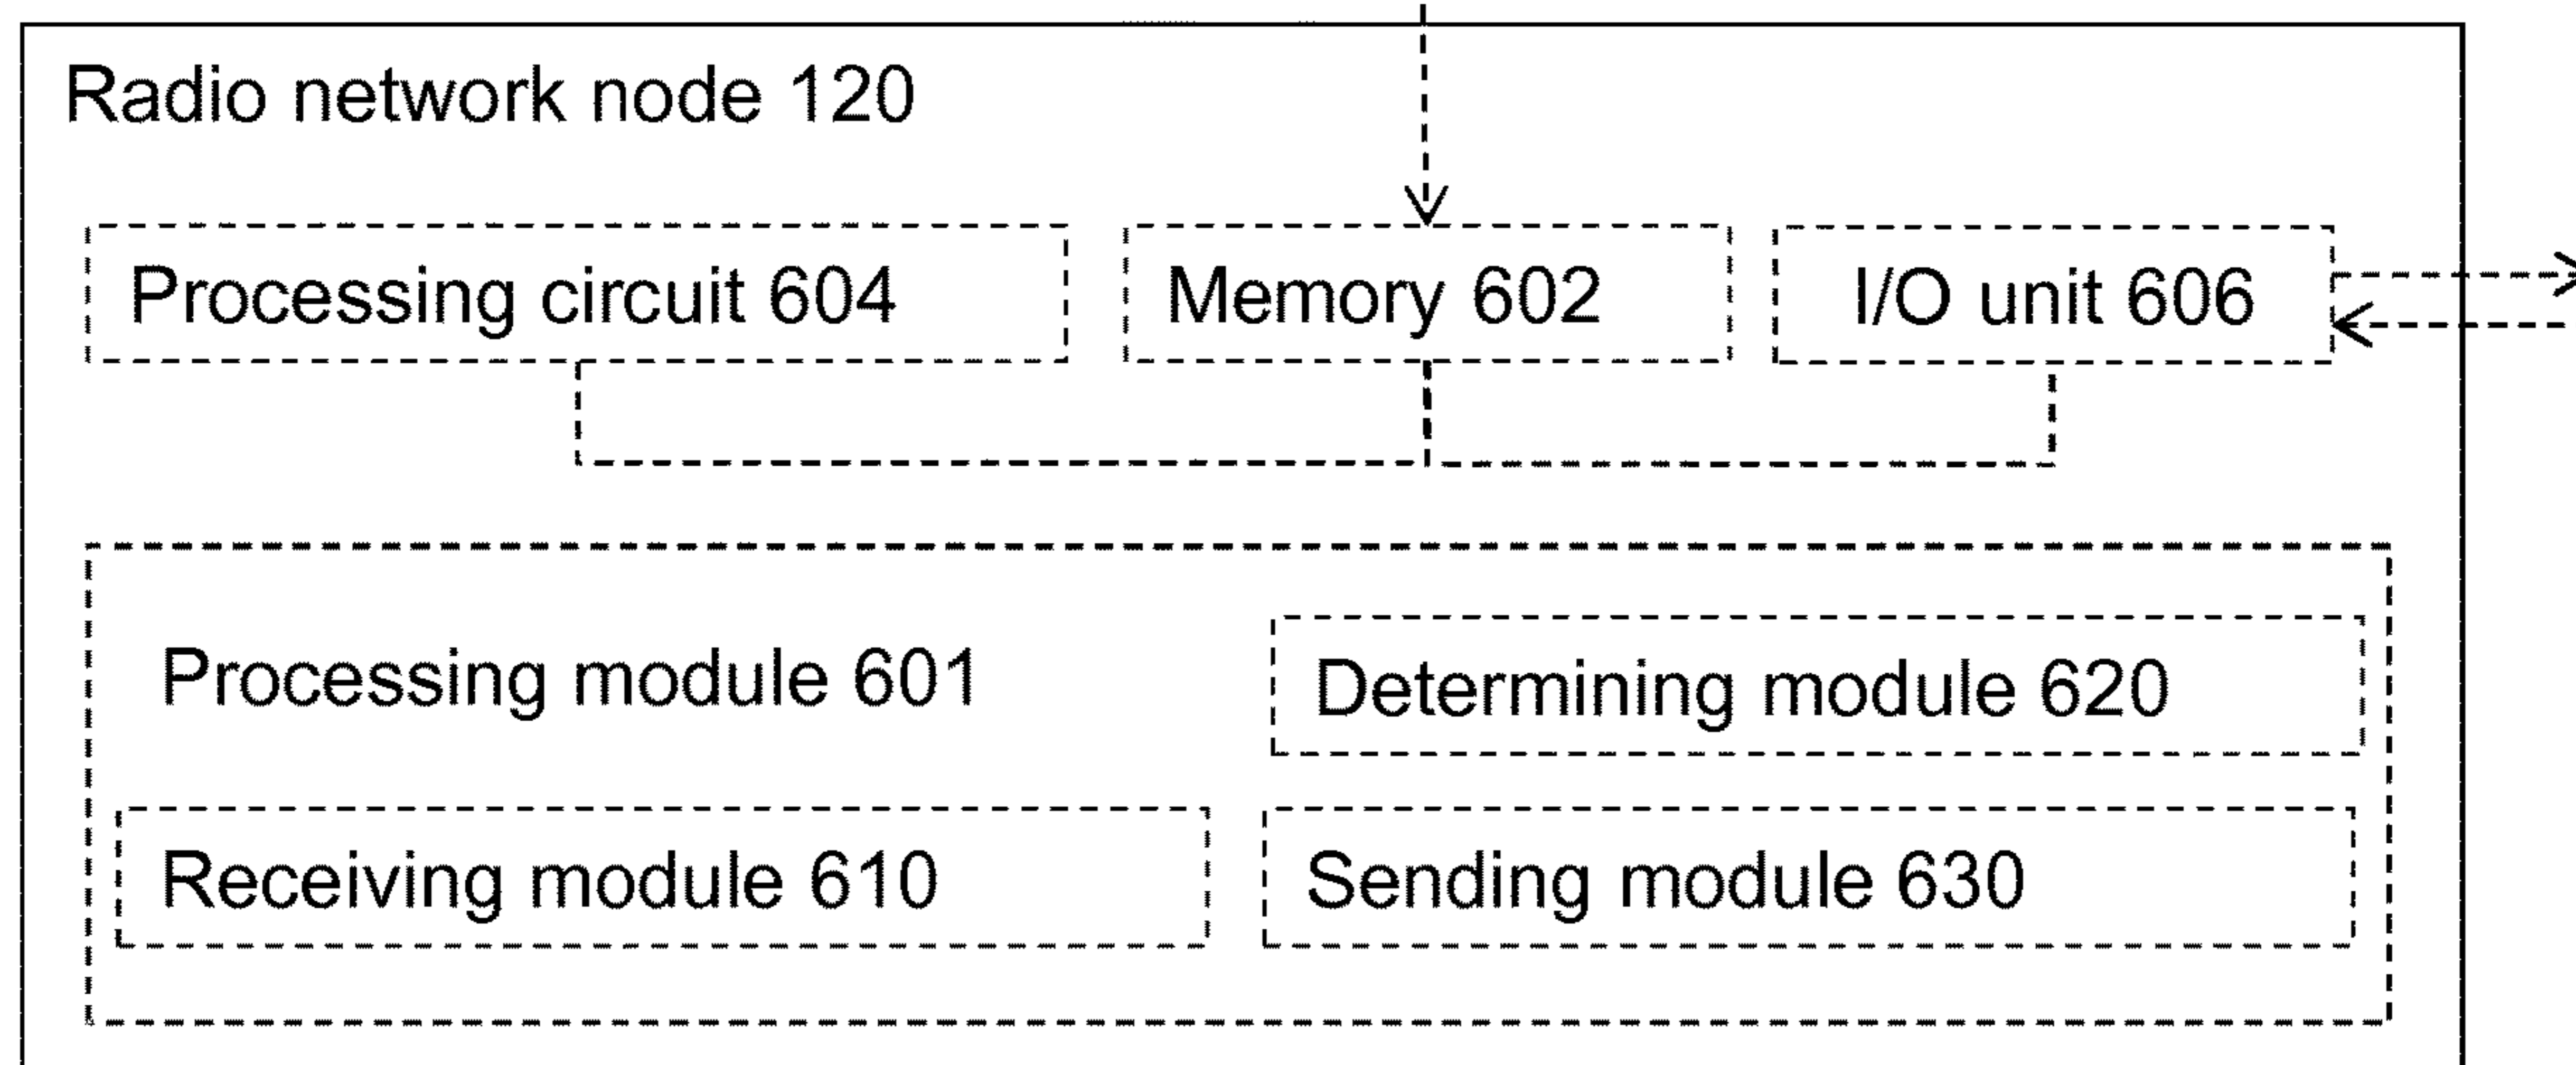 Radio network node 120
Processing circuit 604
Memory 602
I/O unit 606
Processing module 601
Determining module 620
Receiving module 610
Sending module 630